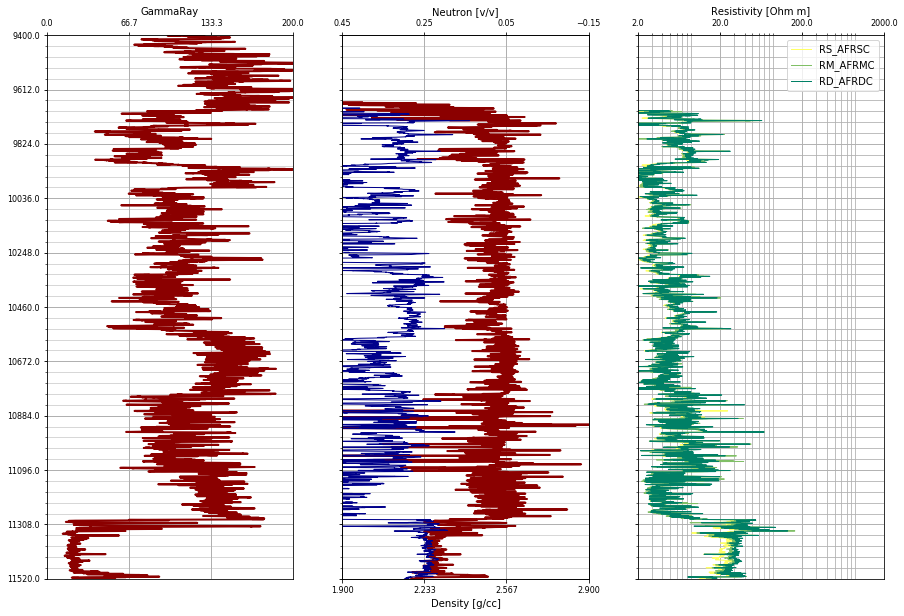 GammaRay
Neutron [v/v]
Resistivity [Ohm m]
0.0 66.7 133.3 200.0
0.45 0.25 0.05 −0.15
2.0 20.0 200.0 2000.0
9400.0
9612.0
9824.0
10036.0
10248.0
10460.0
10672.0
10884.0
11096.0
11308.0
11520.0
RS_AFRSC
RM_AFRMC
RD_AFRDC
1.900 2.233 2.567 2.900
Density [g/cc]